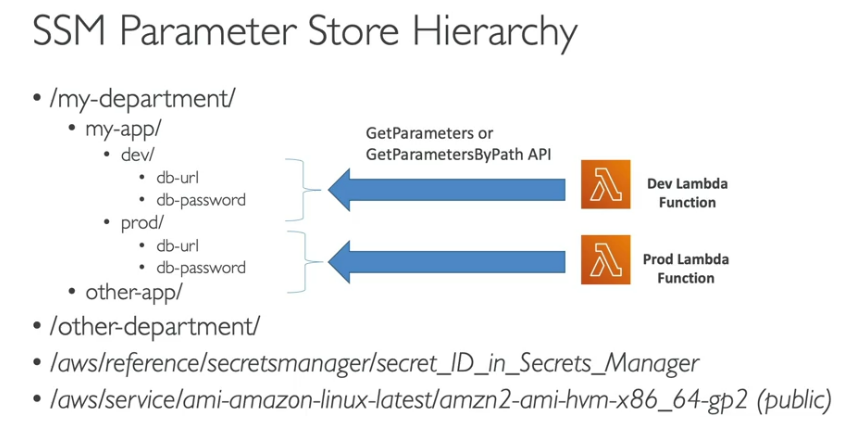 SSM Parameter Store Hierarchy
• /my-department/
• my-app/
• dev/
• db-url
• db-password
• prod/
• db-url
• db-password
• other-app/
GetParameters or
GetParametersByPath API
Dev Lambda
Function
Prod Lambda
Function
• /other-department/
• /aws/reference/secretsmanager/secret_ID_in_Secrets_Manager
• /aws/service/ami-amazon-linux-latest/amzn2-ami-hvm-x86_64-gp2 (public)